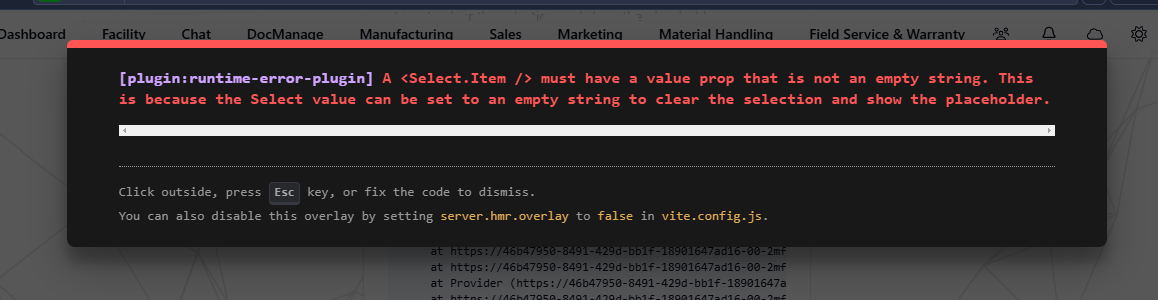 Dashboard Facility Chat DocManage Manufacturing Sales Marketing Material Handling Field Service & Warranty
[plugin:runtime-error-plugin] A <Select.Item /> must have a value prop that is not an empty string. This
is because the Select value can be set to an empty string to clear the selection and show the placeholder.
Click outside, press Esc key, or fix the code to dismiss.
You can also disable this overlay by setting server.hmr.overlay to false in vite.config.js.
at https://46b47950-8491-429d-bb1f-18901647ad16-00-2mf
at https://46b47950-8491-429d-bb1f-18901647ad16-00-2mf
at Provider (https://46b47950-8491-429d-bb1f-18901647a
at https://46b47950-8491-429d-bb1f-18901647ad16-00-2mf